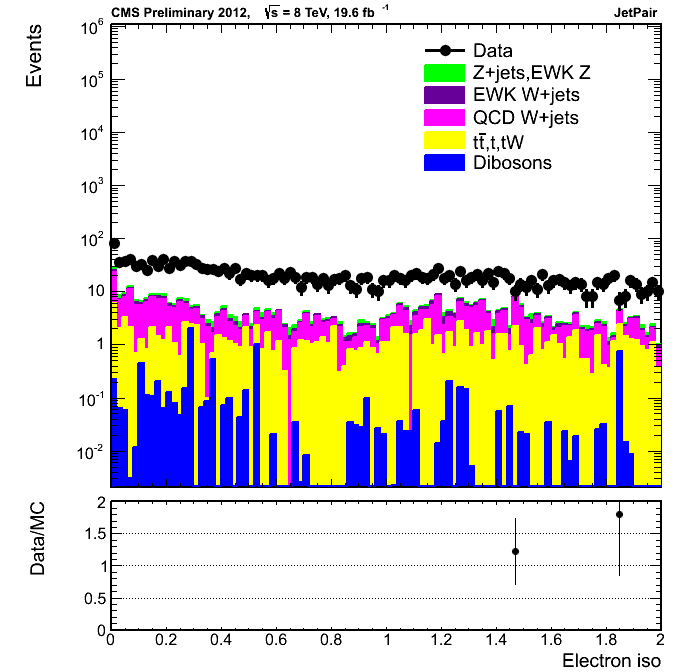 CMS Preliminary 2012, √s = 8 TeV, 19.6 fb⁻¹ JetPair
Events
10⁶
10⁵
10⁴
10³
10²
10
1
10⁻¹
10⁻²
Data
Z+jets,EWK Z
EWK W+jets
QCD W+jets
tt̅,t,tW
Dibosons
Data/MC
2
1.5
1
0.5
0
0 0.2 0.4 0.6 0.8 1 1.2 1.4 1.6 1.8 2
Electron iso